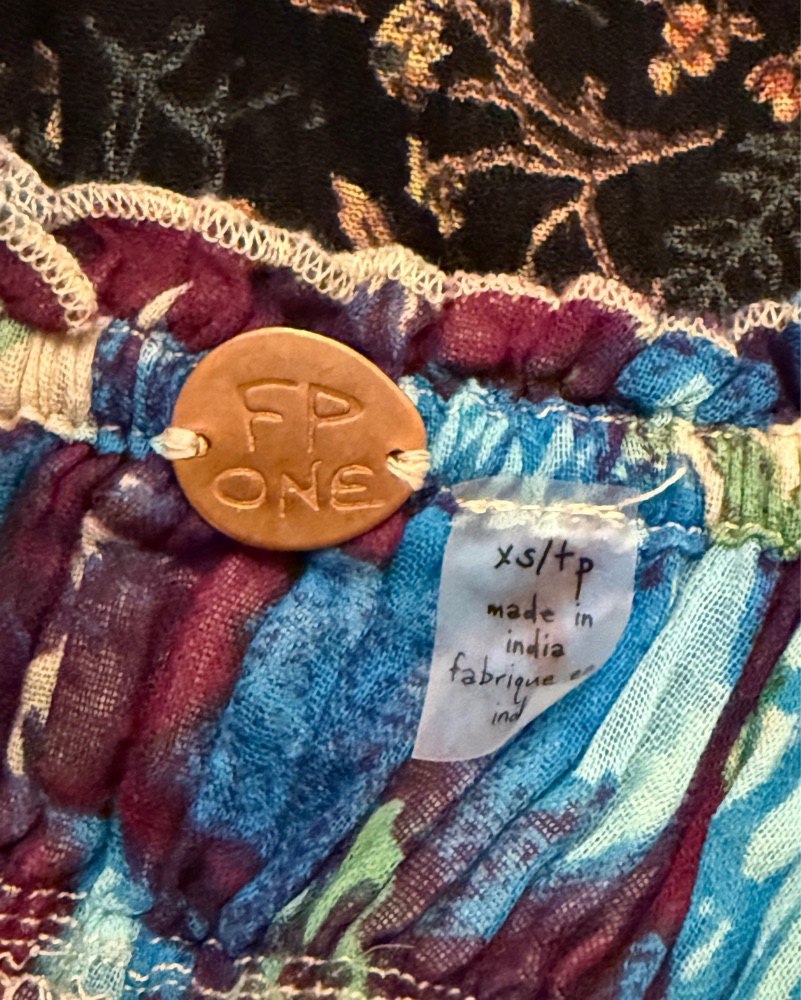 FP
ONE
xs/tp
made in
india
fabrique
ind